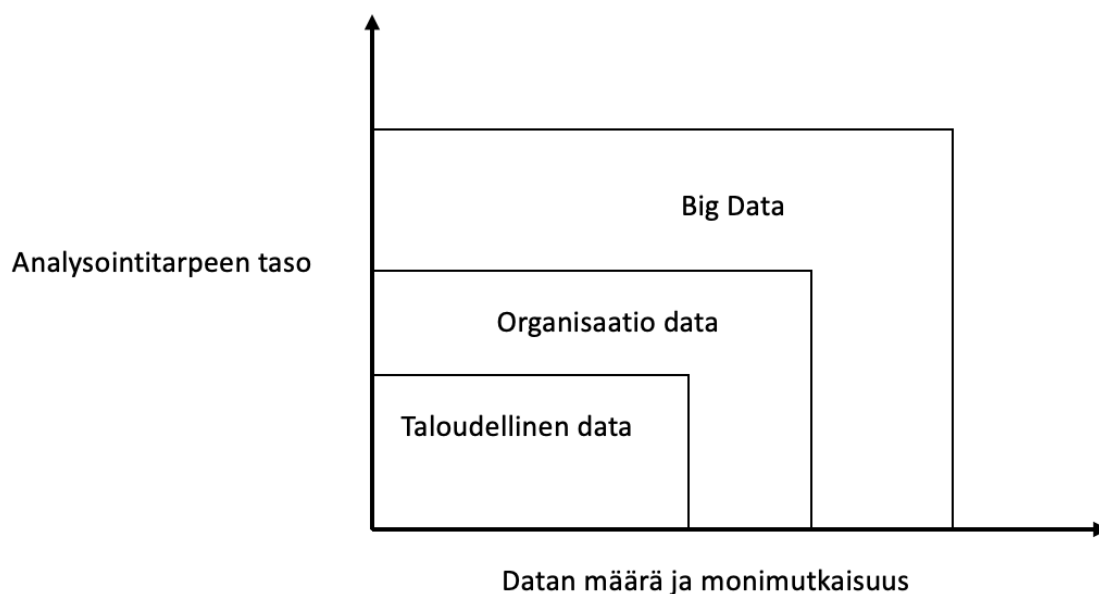 Big Data
Analysointitarpeen taso
Organisaatio data
Taloudellinen data
Datan määrä ja monimutkaisuus